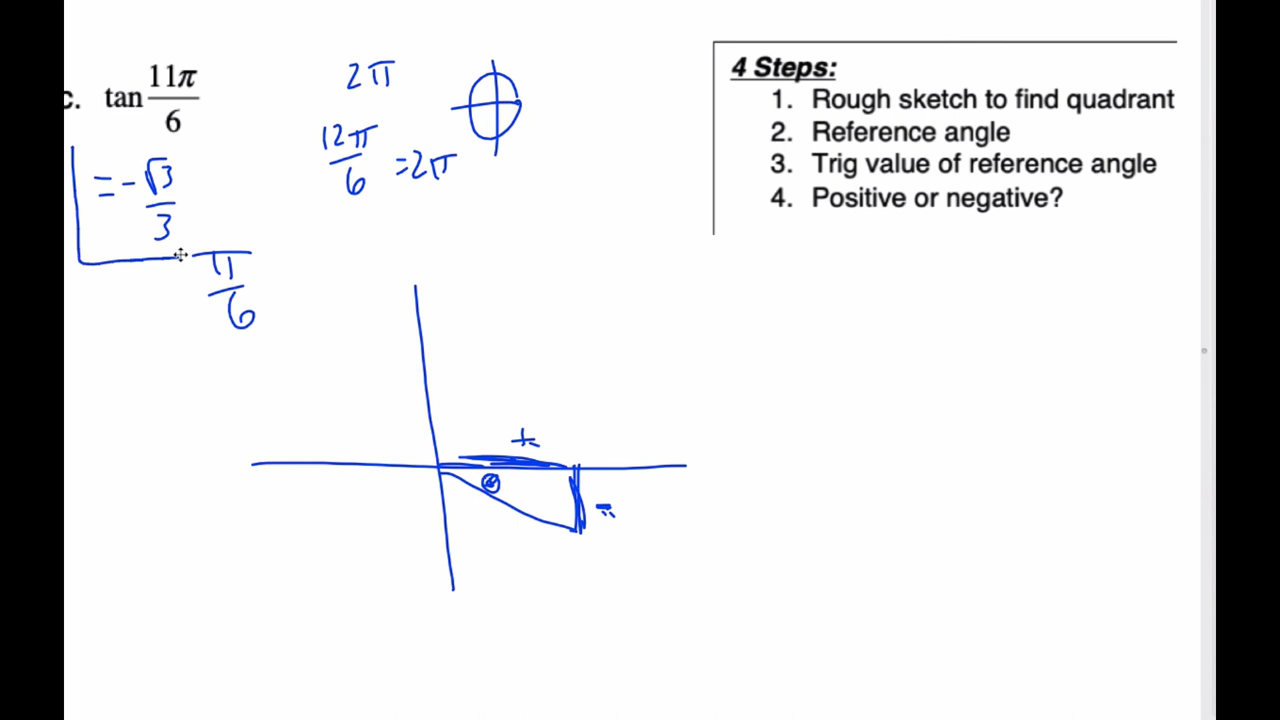 c. tan 11π/6
= -√3/3
π/6
2π
12π/6 = 2π
4 Steps:
1. Rough sketch to find quadrant
2. Reference angle
3. Trig value of reference angle
4. Positive or negative?
+
θ
-